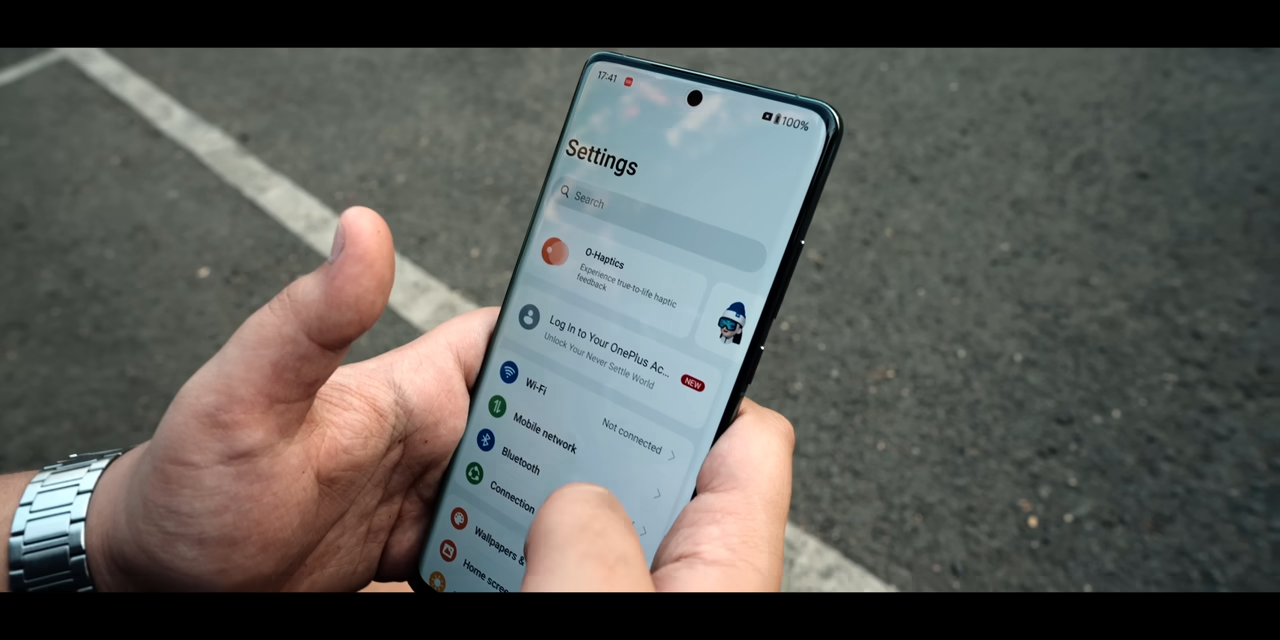 17:41
100%
Settings
Search
O-Haptics
Experience true-to-life haptic
feedback
Log In to Your OnePlus Ac...
Unlock Your Never Settle World
NEW
Wi-Fi
Not connected
Mobile network
Bluetooth
Connection
Wallpapers &
Home scree